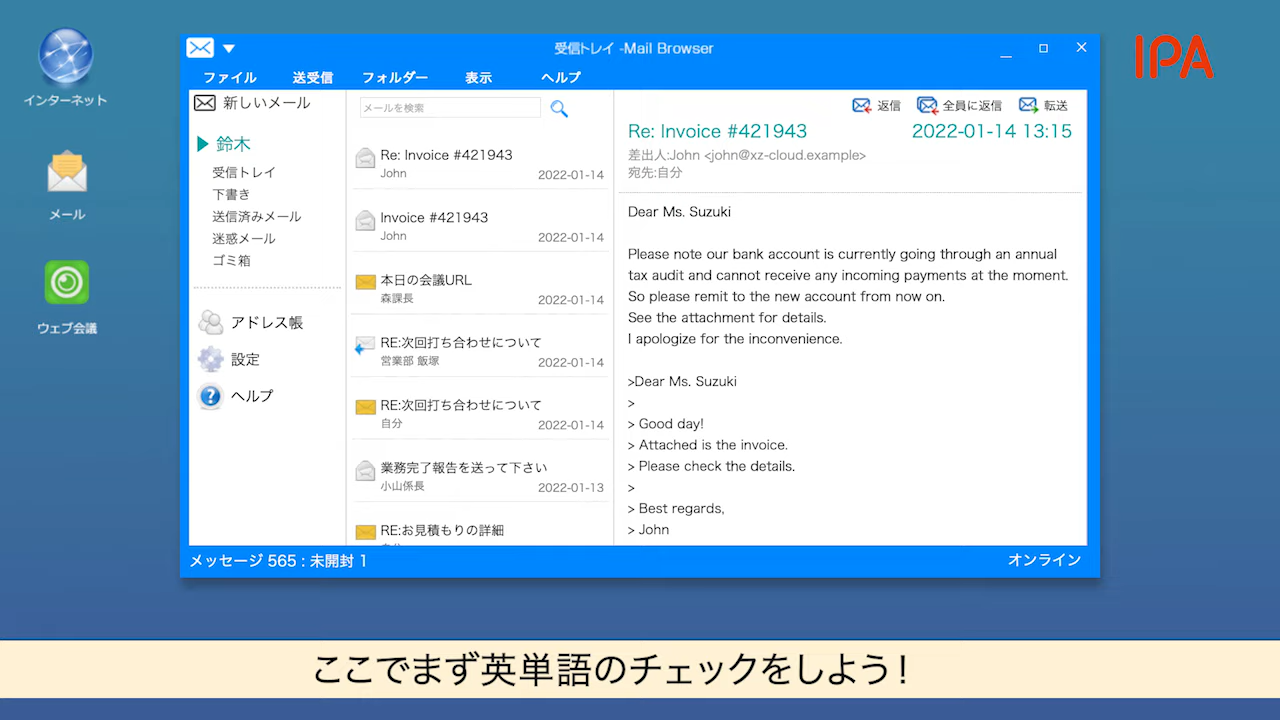 インターネット
メール
ウェブ会議
受信トレイ -Mail Browser
IPA
ファイル 送受信 フォルダー 表示 ヘルプ
新しいメール
鈴木
受信トレイ
下書き
送信済みメール
迷惑メール
ゴミ箱
アドレス帳
設定
ヘルプ
メールを検索
Re: Invoice #421943
John 2022-01-14
Invoice #421943
John 2022-01-14
本日の会議URL
森課長 2022-01-14
RE:次回打ち合わせについて
営業部 飯塚 2022-01-14
RE:次回打ち合わせについて
自分 2022-01-14
業務完了報告を送って下さい
小山係長 2022-01-13
RE:お見積もりの詳細
返信 全員に返信 転送
Re: Invoice #421943 2022-01-14 13:15
差出人:John <john@xz-cloud.example>
宛先:自分
Dear Ms. Suzuki
Please note our bank account is currently going through an annual
tax audit and cannot receive any incoming payments at the moment.
So please remit to the new account from now on.
See the attachment for details.
I apologize for the inconvenience.
>Dear Ms. Suzuki
>
> Good day!
> Attached is the invoice.
> Please check the details.
>
> Best regards,
> John
メッセージ 565 : 未開封 1
オンライン
ここでまず英単語のチェックをしよう!